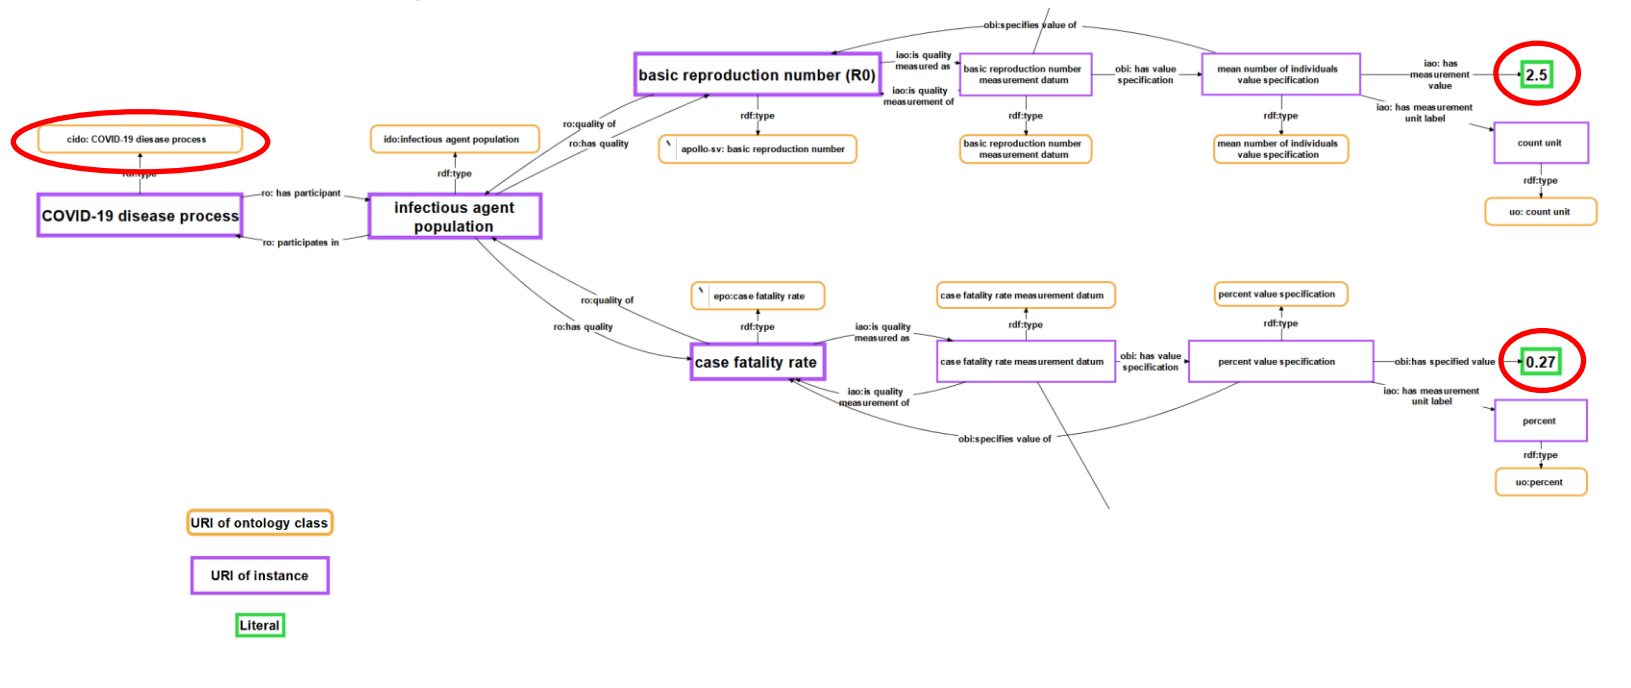 obi:specifies value of
basic reproduction number (R0)
iao:is quality
measured as
iao:is quality
measurement of
basic reproduction number
measurement datum
obi: has value
specification
mean number of individuals
value specification
iao: has
measurement
value
2.5
rdf:type
rdf:type
rdf:type
iao: has measurement
unit label
cido: COVID-19 diesase process
ido:infectious agent population
ro:quality of
ro:has quality
apollo-sv: basic reproduction number
basic reproduction number
measurement datum
mean number of individuals
value specification
count unit
rdf:type
rdf:type
rdf:type
uo: count unit
COVID-19 disease process
ro: has participant
ro: participates in
infectious agent
population
ro:quality of
ro:has quality
epo:case fatality rate
case fatality rate measurement datum
percent value specification
rdf:type
rdf:type
rdf:type
case fatality rate
iao:is quality
measured as
iao:is quality
measurement of
case fatality rate measurement datum
obi: has value
specification
percent value specification
obi:has specified value
0.27
iao: has measurement
unit label
percent
obi:specifies value of
rdf:type
uo:percent
URI of ontology class
URI of instance
Literal